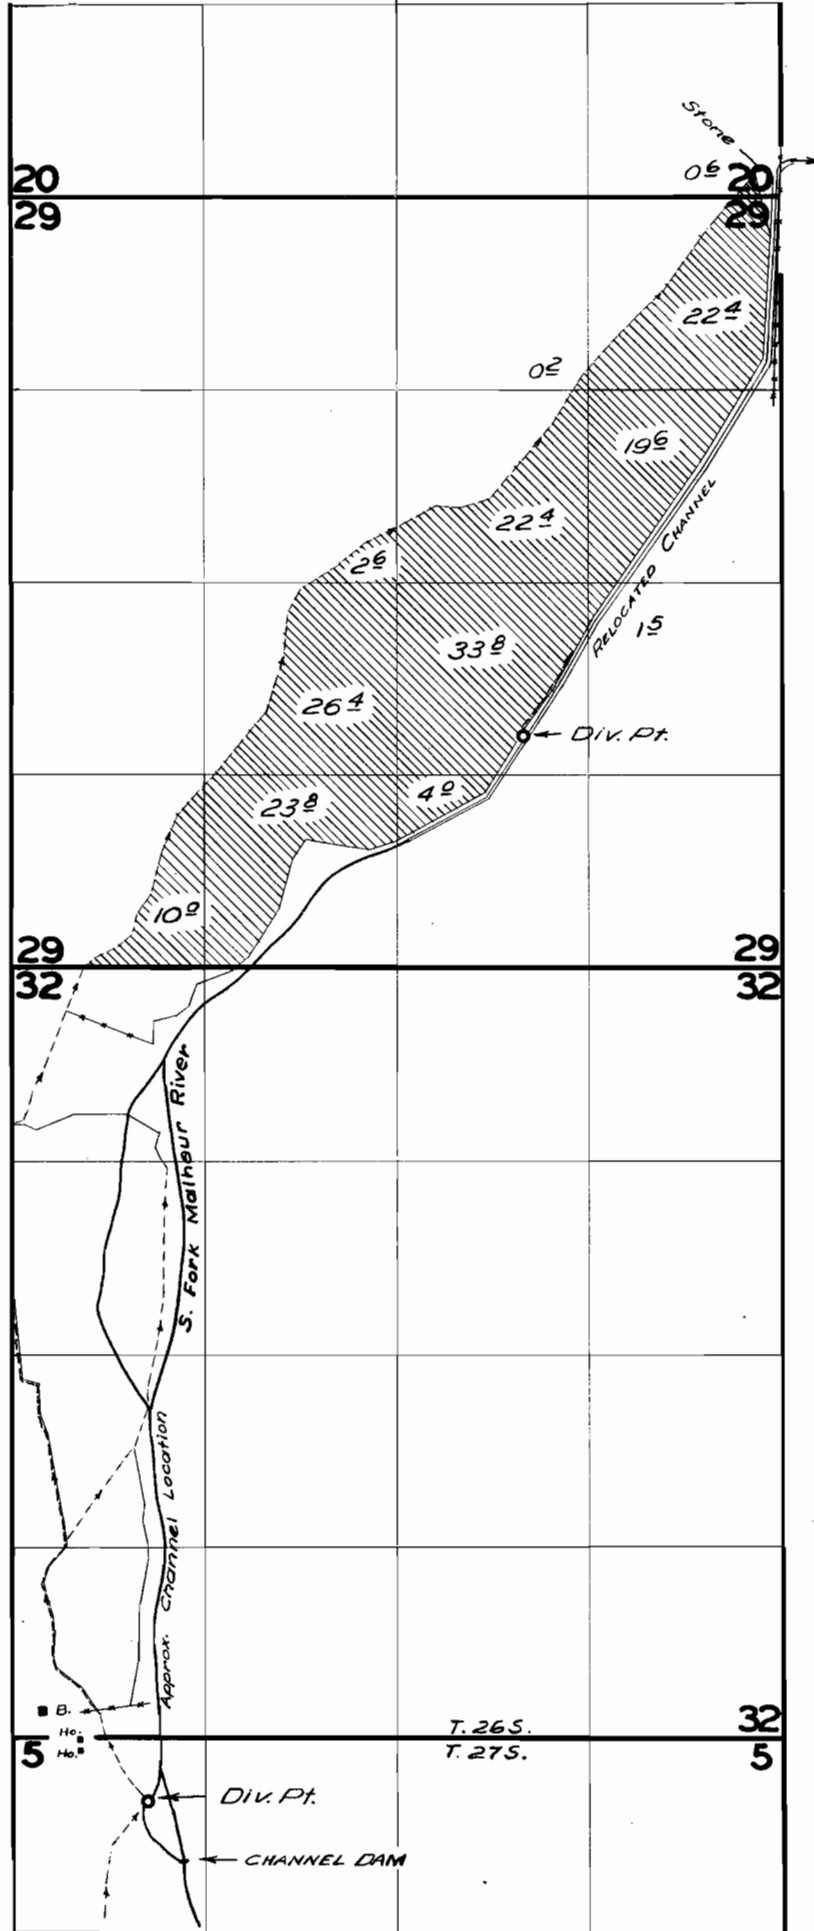 Stone
0 6
20 20
29 29
22 4
0 2
19 6
22 4
RELOCATED CHANNEL
2 6
1 5
33 8
26 4
Div. Pt.
4 0
23 8
10 0
29 29
32 32
S. Fork Malheur River
Approx. Channel Location
B.
Ho.
Ho.
T. 26 S.
32
5
T. 27 S.
5
Div. Pt.
CHANNEL DAM